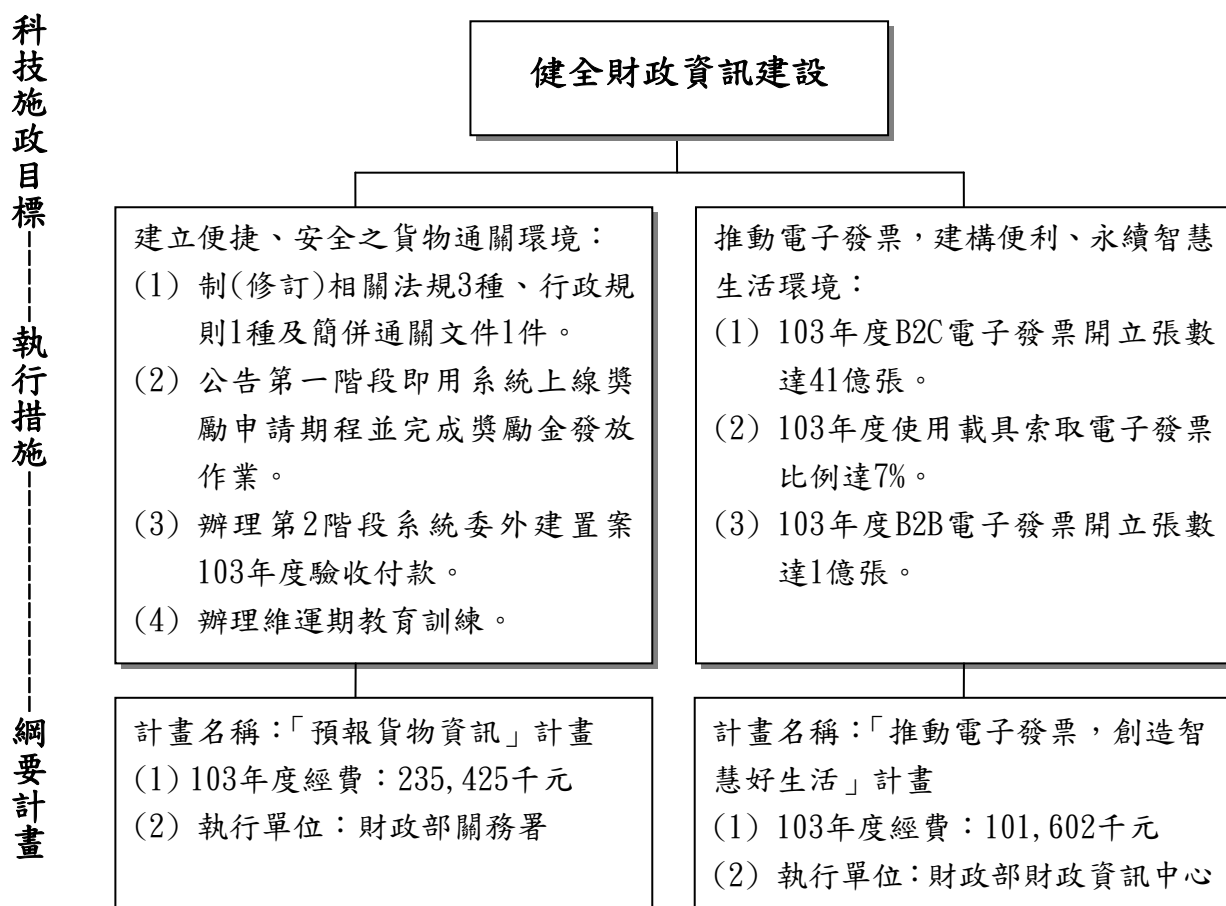 科技施政目標------執行措施------------綱要計畫
健全財政資訊建設
建立便捷、安全之貨物通關環境：
(1) 制(修訂)相關法規3種、行政規
則1種及簡併通關文件1件。
(2) 公告第一階段即用系統上線獎
勵申請期程並完成獎勵金發放
作業。
(3) 辦理第2階段系統委外建置案
103年度驗收付款。
(4) 辦理維運期教育訓練。
推動電子發票，建構便利、永續智慧
生活環境：
(1) 103年度B2C電子發票開立張數
達41億張。
(2) 103年度使用載具索取電子發票
比例達7%。
(3) 103年度B2B電子發票開立張數
達1億張。
計畫名稱：「預報貨物資訊」計畫
(1) 103年度經費：235,425千元
(2) 執行單位：財政部關務署
計畫名稱：「推動電子發票，創造智
慧好生活」計畫
(1) 103年度經費：101,602千元
(2) 執行單位：財政部財政資訊中心